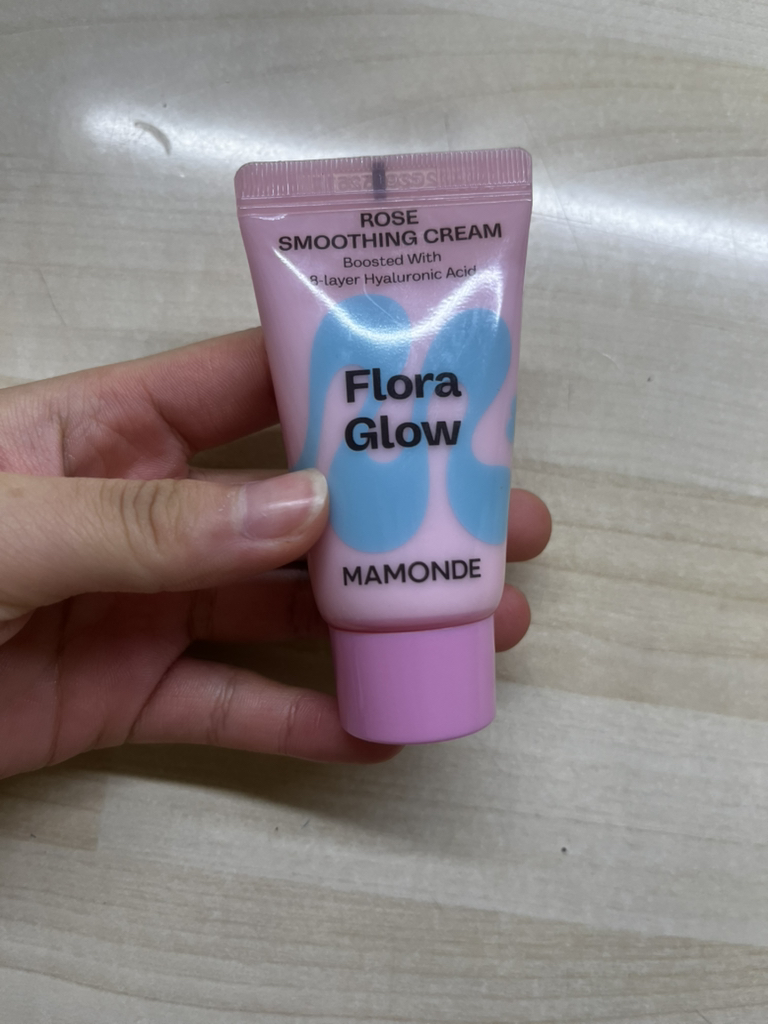 ROSE
SMOOTHING CREAM
Boosted With
8-layer Hyaluronic Acid
Flora
Glow
MAMONDE